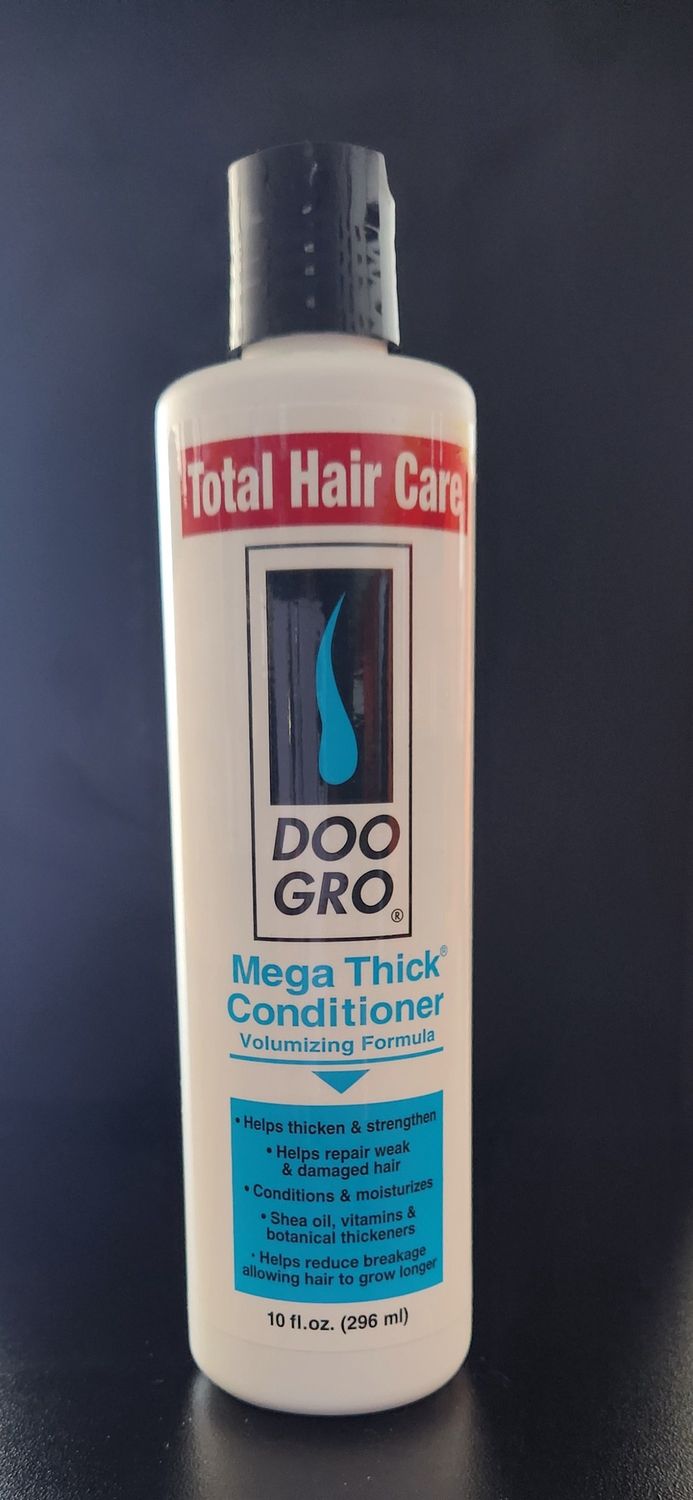 Total Hair Care
DOO
GRO®
Mega Thick®
Conditioner
Volumizing Formula
• Helps thicken & strengthen
• Helps repair weak
& damaged hair
• Conditions & moisturizes
• Shea oil, vitamins &
botanical thickeners
• Helps reduce breakage
allowing hair to grow longer
10 fl.oz. (296 ml)